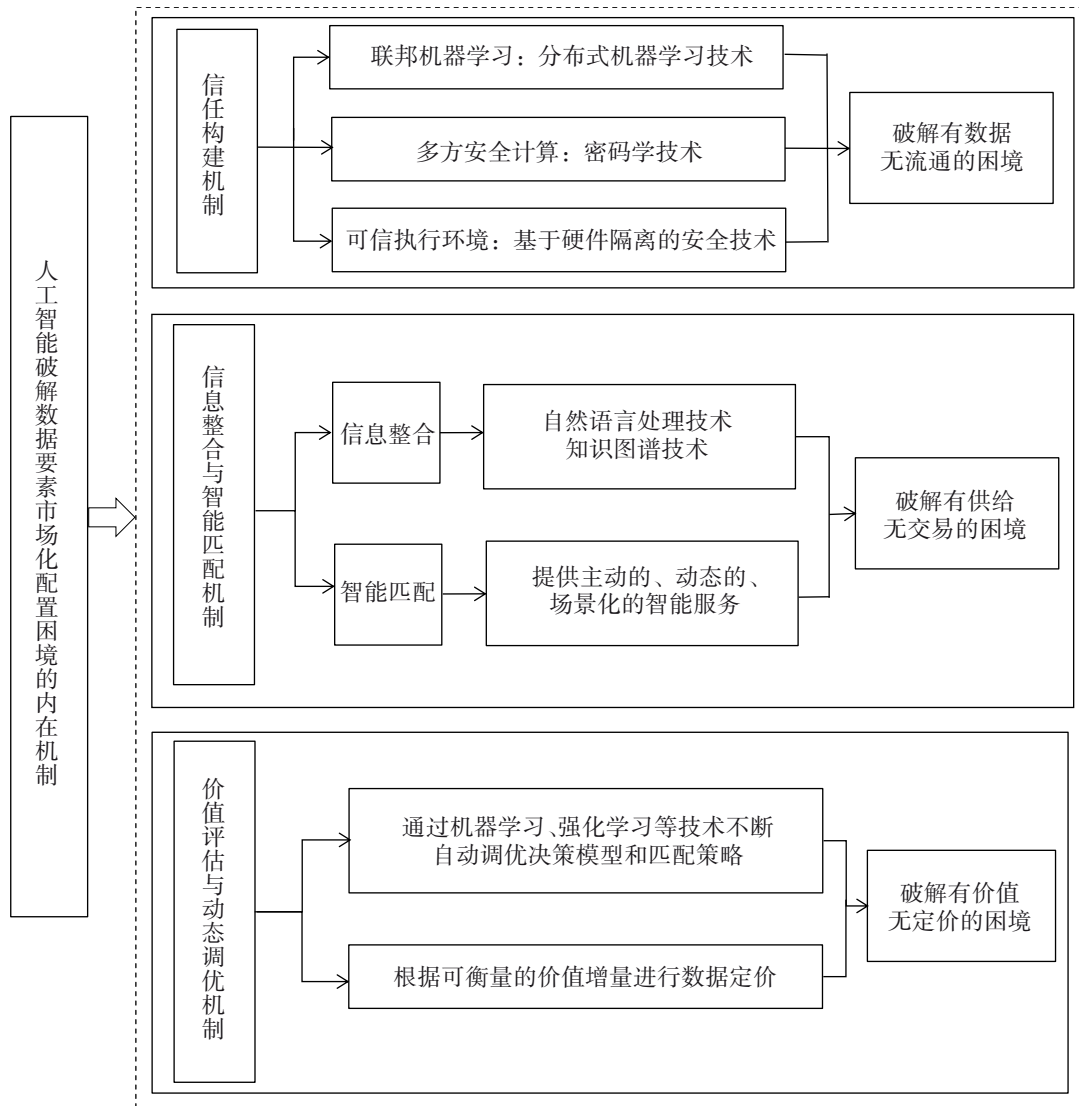 人工智能破解数据要素市场化配置困境的内在机制
信任构建机制
联邦机器学习：分布式机器学习技术
多方安全计算：密码学技术
可信执行环境：基于硬件隔离的安全技术
破解有数据
无流通的困境
信息整合与智能匹配机制
信息整合
自然语言处理技术
知识图谱技术
智能匹配
提供主动的、动态的、
场景化的智能服务
破解有供给
无交易的困境
价值评估与动态调优机制
通过机器学习、强化学习等技术不断
自动调优决策模型和匹配策略
根据可衡量的价值增量进行数据定价
破解有价值
无定价的困境